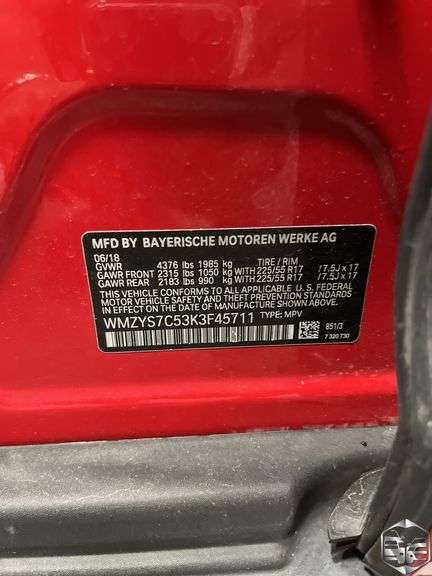 MFD BY BAYERISCHE MOTOREN WERKE AG
06/18
GVWR 4376 lbs 1985 kg TIRE / RIM
GAWR FRONT 2315 lbs 1050 kg WITH 225/55 R17 /7.5J x 17
GAWR REAR 2183 lbs 990 kg WITH 225/55 R17 /7.5J x 17
THIS VEHICLE CONFORMS TO ALL APPLICABLE U.S. FEDERAL
MOTOR VEHICLE SAFETY, BUMPER, AND THEFT
PREVENTION STANDARDS IN EFFECT ON THE
DATE OF MANUFACTURE SHOWN ABOVE.
WMZYS7C53K3F45711 TYPE: MPV
851/3
7 320 730